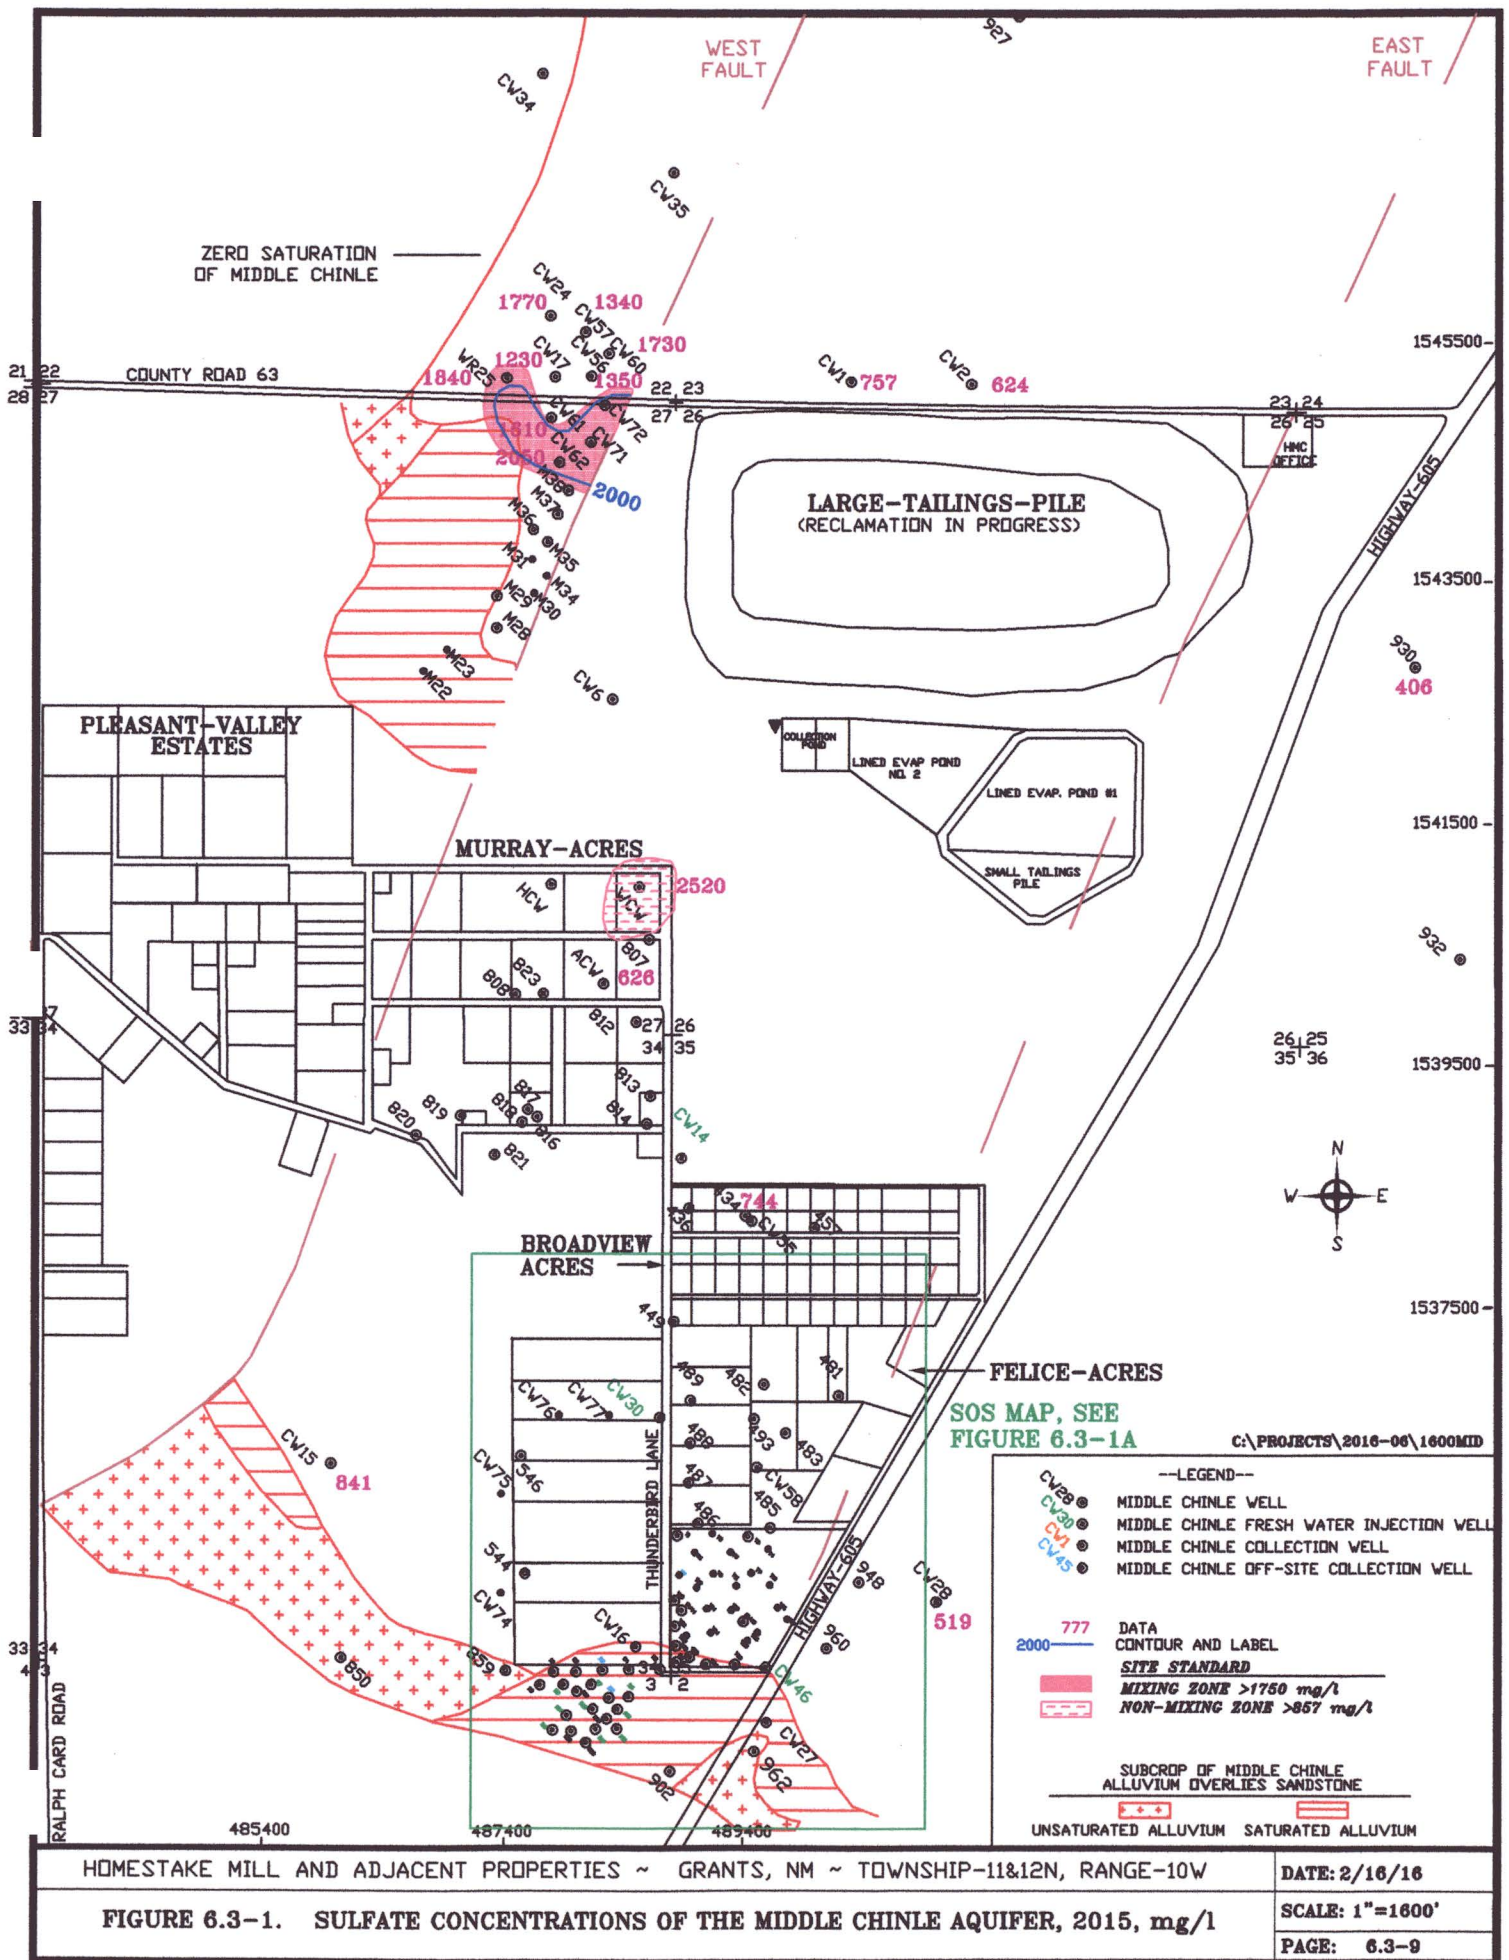 WEST
FAULT
927
EAST
FAULT
CW34
CW35
ZERO SATURATION
OF MIDDLE CHINLE
CW24
1770
1340
CW57
CW60
1730
CW56
CW17
1230
WR25
1840
1350
1545500
21 22
28 27
COUNTY ROAD 63
22 23
27 26
CW1
757
CW2
624
23 24
26 25
HMC
OFFICE
CW61
CW72
CW71
1610
CW62
2050
M38
2000
M37
M36
M35
M31
M34
M29
M30
M28
M23
M22
CW6
LARGE-TAILINGS-PILE
(RECLAMATION IN PROGRESS)
HIGHWAY-605
1543500
930
406
PLEASANT-VALLEY
ESTATES
COLLECTION
POND
LINED EVAP POND
NO. 2
LINED EVAP. POND #1
SMALL TAILINGS
PILE
1541500
MURRAY-ACRES
HCW
WCW
2520
807
626
ACW
823
808
812
932
33 34
27 26
34 35
26 25
35 36
1539500
813
814
817
818
816
819
820
821
CW14
N
W E
S
744
434
436
CW35
457
BROADVIEW
ACRES
449
1537500
FELICE-ACRES
489
482
481
CW76
CW77
CW30
SOS MAP, SEE
FIGURE 6.3-1A
C:\PROJECTS\2016-06\1600MID
CW15
841
488
493
483
CW75
546
487
CW58
486
485
THUNDERBIRD LANE
544
CW74
HIGHWAY-605
948
CW28
519
960
CW16
859
850
33 34
4 3
3 2
CW46
CW27
962
902
RALPH CARD ROAD
485400
487400
489400
--LEGEND--
CW28 MIDDLE CHINLE WELL
CW30 MIDDLE CHINLE FRESH WATER INJECTION WELL
CW1 MIDDLE CHINLE COLLECTION WELL
CW45 MIDDLE CHINLE OFF-SITE COLLECTION WELL
777 DATA
2000 CONTOUR AND LABEL
SITE STANDARD
MIXING ZONE >1750 mg/l
NON-MIXING ZONE >857 mg/l
SUBCROP OF MIDDLE CHINLE
ALLUVIUM OVERLIES SANDSTONE
UNSATURATED ALLUVIUM SATURATED ALLUVIUM
HOMESTAKE MILL AND ADJACENT PROPERTIES ~ GRANTS, NM ~ TOWNSHIP-11&12N, RANGE-10W
DATE: 2/16/16
FIGURE 6.3-1. SULFATE CONCENTRATIONS OF THE MIDDLE CHINLE AQUIFER, 2015, mg/l
SCALE: 1"=1600'
PAGE: 6.3-9